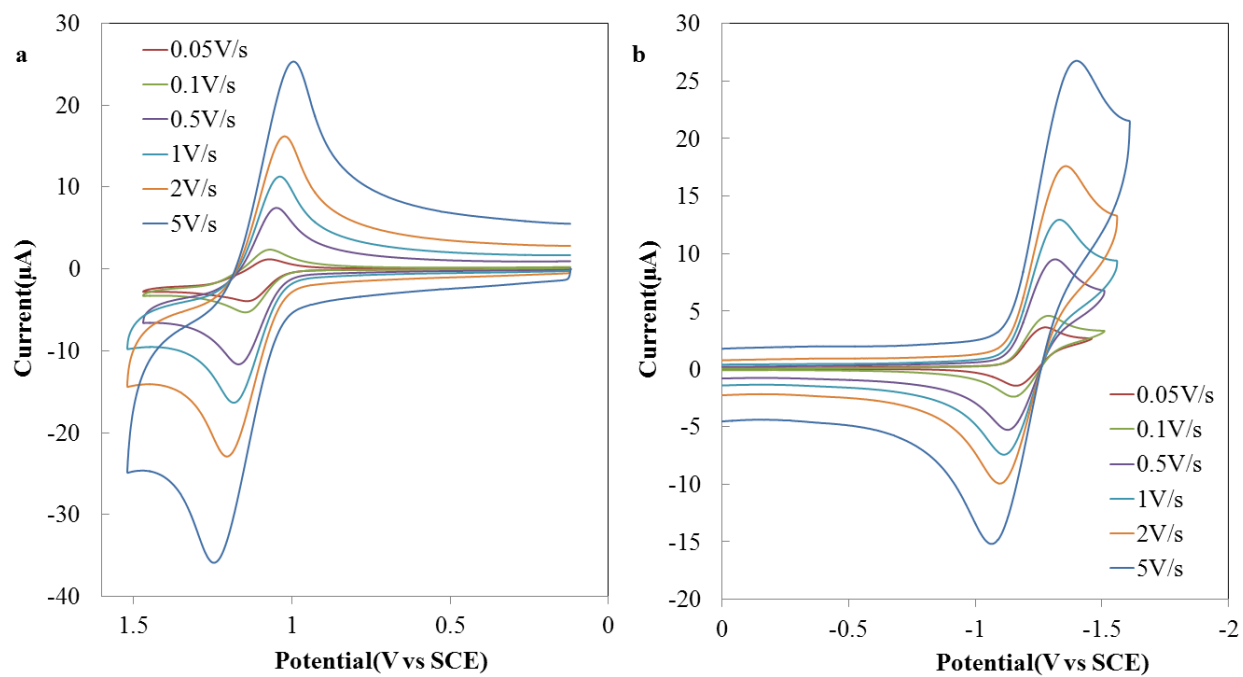 a
Current(μA)
30
20
10
0
-10
-20
-30
-40
0.05V/s
0.1V/s
0.5V/s
1V/s
2V/s
5V/s
1.5
1
0.5
0
Potential(V vs SCE)
b
Current(μA)
30
25
20
15
10
5
0
-5
-10
-15
-20
0.05V/s
0.1V/s
0.5V/s
1V/s
2V/s
5V/s
0
-0.5
-1
-1.5
-2
Potential(V vs SCE)